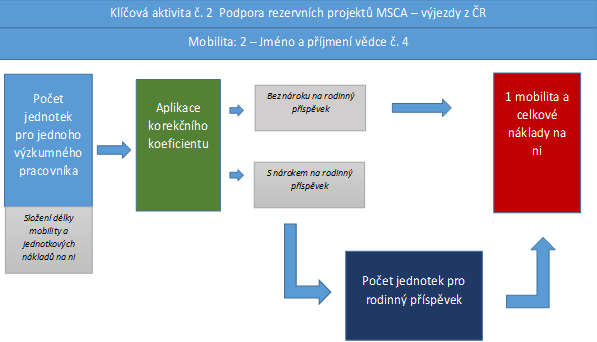 Klíčová aktivita č. 2 Podpora rezervních projektů MSCA – výjezdy z ČR
Mobilita: 2 – Jméno a příjmení vědce č. 4
Počet
jednotek
pro jednoho
výzkumného
pracovníka
Složení délky
mobility a
jednotkových
nákladů na ni
Aplikace
korekčního
koeficientu
Bez nároku na rodinný
příspěvek
S nárokem na rodinný
příspěvek
Počet jednotek pro
rodinný příspěvek
1 mobilita a
celkové
náklady na
ni